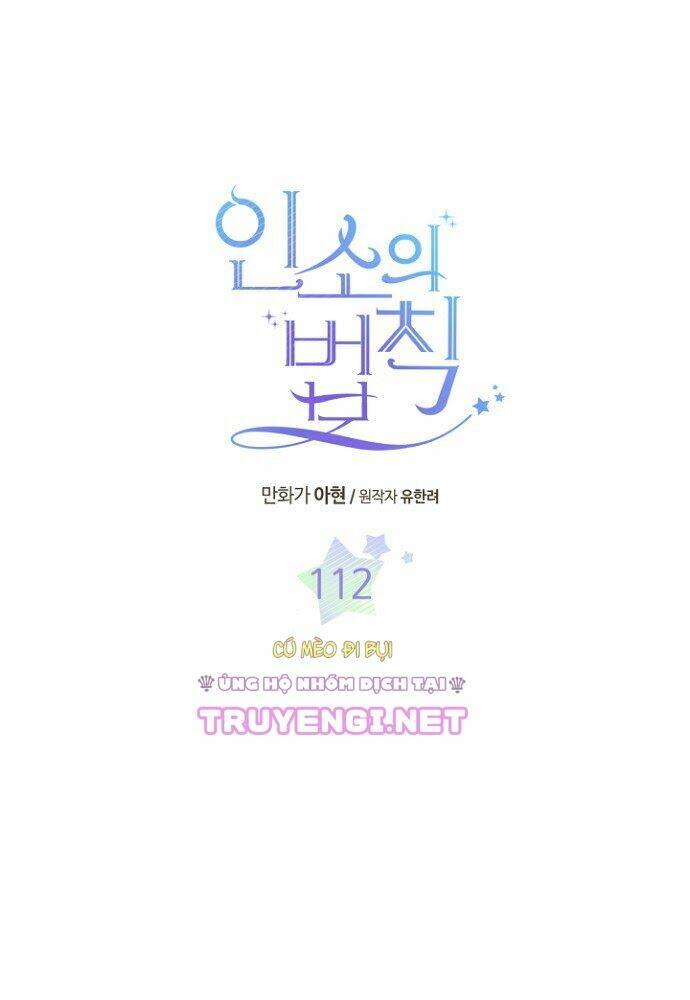 인소의
법칙
만화가 아현 / 원작자 유한려
112
CÚ MÈO ĐI BỤI
ỦNG HỘ NHÓM DỊCH TẠI
TRUYENGI.NET